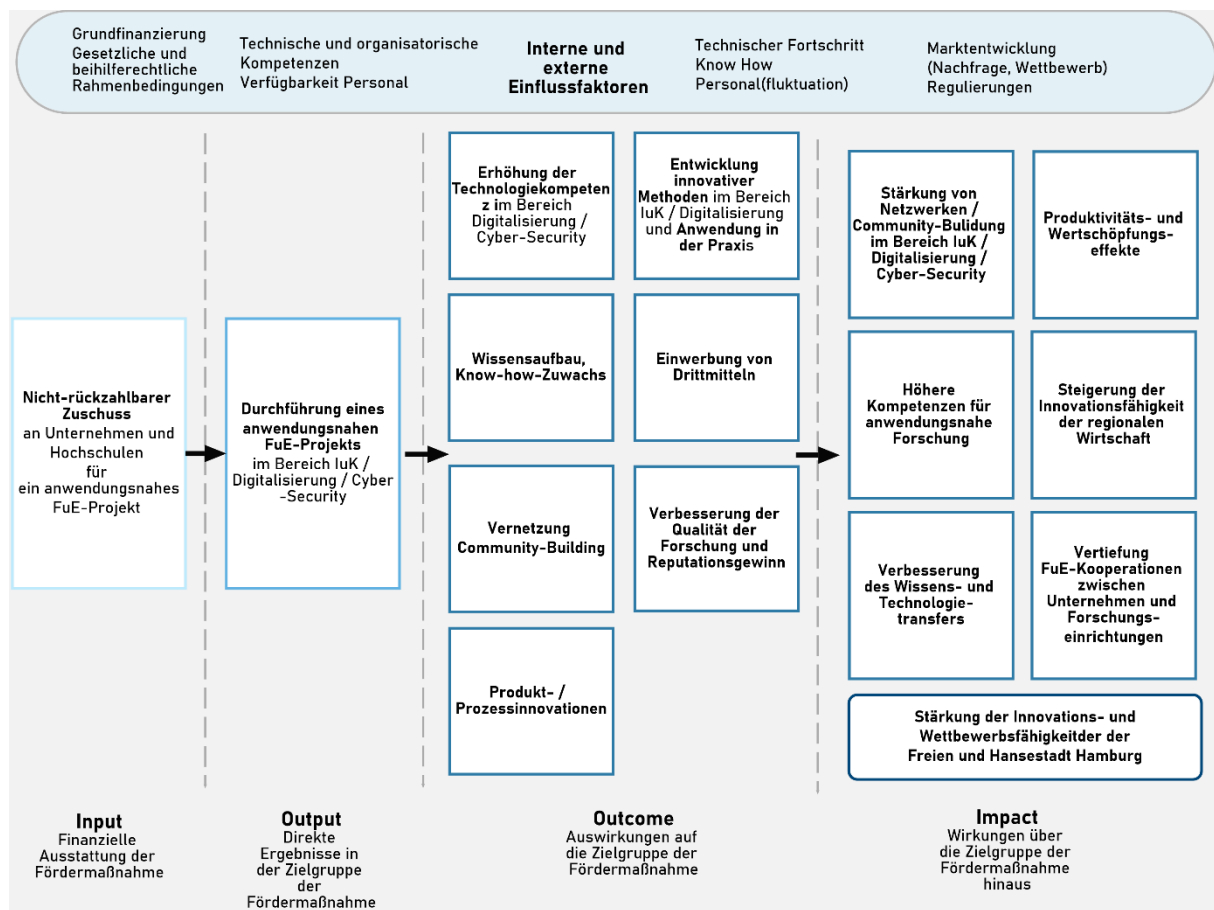 Grundfinanzierung
Gesetzliche und
beihilferechtliche
Rahmenbedingungen
Technische und organisatorische
Kompetenzen
Verfügbarkeit Personal
Interne und
externe
Einflussfaktoren
Technischer Fortschritt
Know How
Personal(fluktuation)
Marktentwicklung
(Nachfrage, Wettbewerb)
Regulierungen
Nicht-rückzahlbarer
Zuschuss
an Unternehmen und
Hochschulen
für
ein anwendungsnahes
FuE-Projekt
Durchführung eines
anwendungsnahen
FuE-Projekts
im Bereich IuK /
Digitalisierung / Cyber
-Security
Erhöhung der
Technologiekompeten
z im Bereich
Digitalisierung /
Cyber-Security
Entwicklung
innovativer
Methoden im Bereich
IuK / Digitalisierung
und Anwendung in
der Praxis
Wissensaufbau,
Know-how-Zuwachs
Einwerbung von
Drittmitteln
Vernetzung
Community-Building
Verbesserung der
Qualität der
Forschung und
Reputationsgewinn
Produkt- /
Prozessinnovationen
Stärkung von
Netzwerken /
Community-Bulidung
im Bereich IuK /
Digitalisierung /
Cyber-Security
Produktivitäts- und
Wertschöpfungs-
effekte
Höhere
Kompetenzen für
anwendungsnahe
Forschung
Steigerung der
Innovationsfähigkeit
der regionalen
Wirtschaft
Verbesserung
des Wissens- und
Technologie-
transfers
Vertiefung
FuE-Kooperationen
zwischen
Unternehmen und
Forschungs-
einrichtungen
Stärkung der Innovations- und
Wettbewerbsfähigkeitder der
Freien und Hansestadt Hamburg
Input
Finanzielle
Ausstattung der
Fördermaßnahme
Output
Direkte
Ergebnisse in
der Zielgruppe
der
Fördermaßnahme
Outcome
Auswirkungen auf
die Zielgruppe der
Fördermaßnahme
Impact
Wirkungen über
die Zielgruppe der
Fördermaßnahme
hinaus